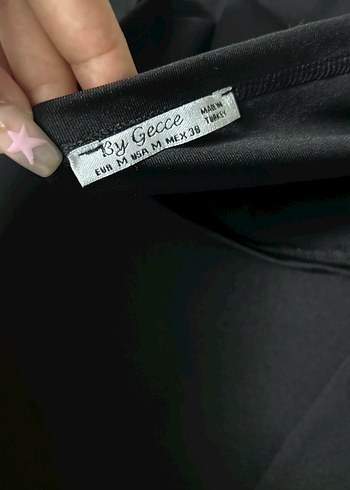 By Gecce
MADE IN
TURKEY
EUR M USA M MEX 38